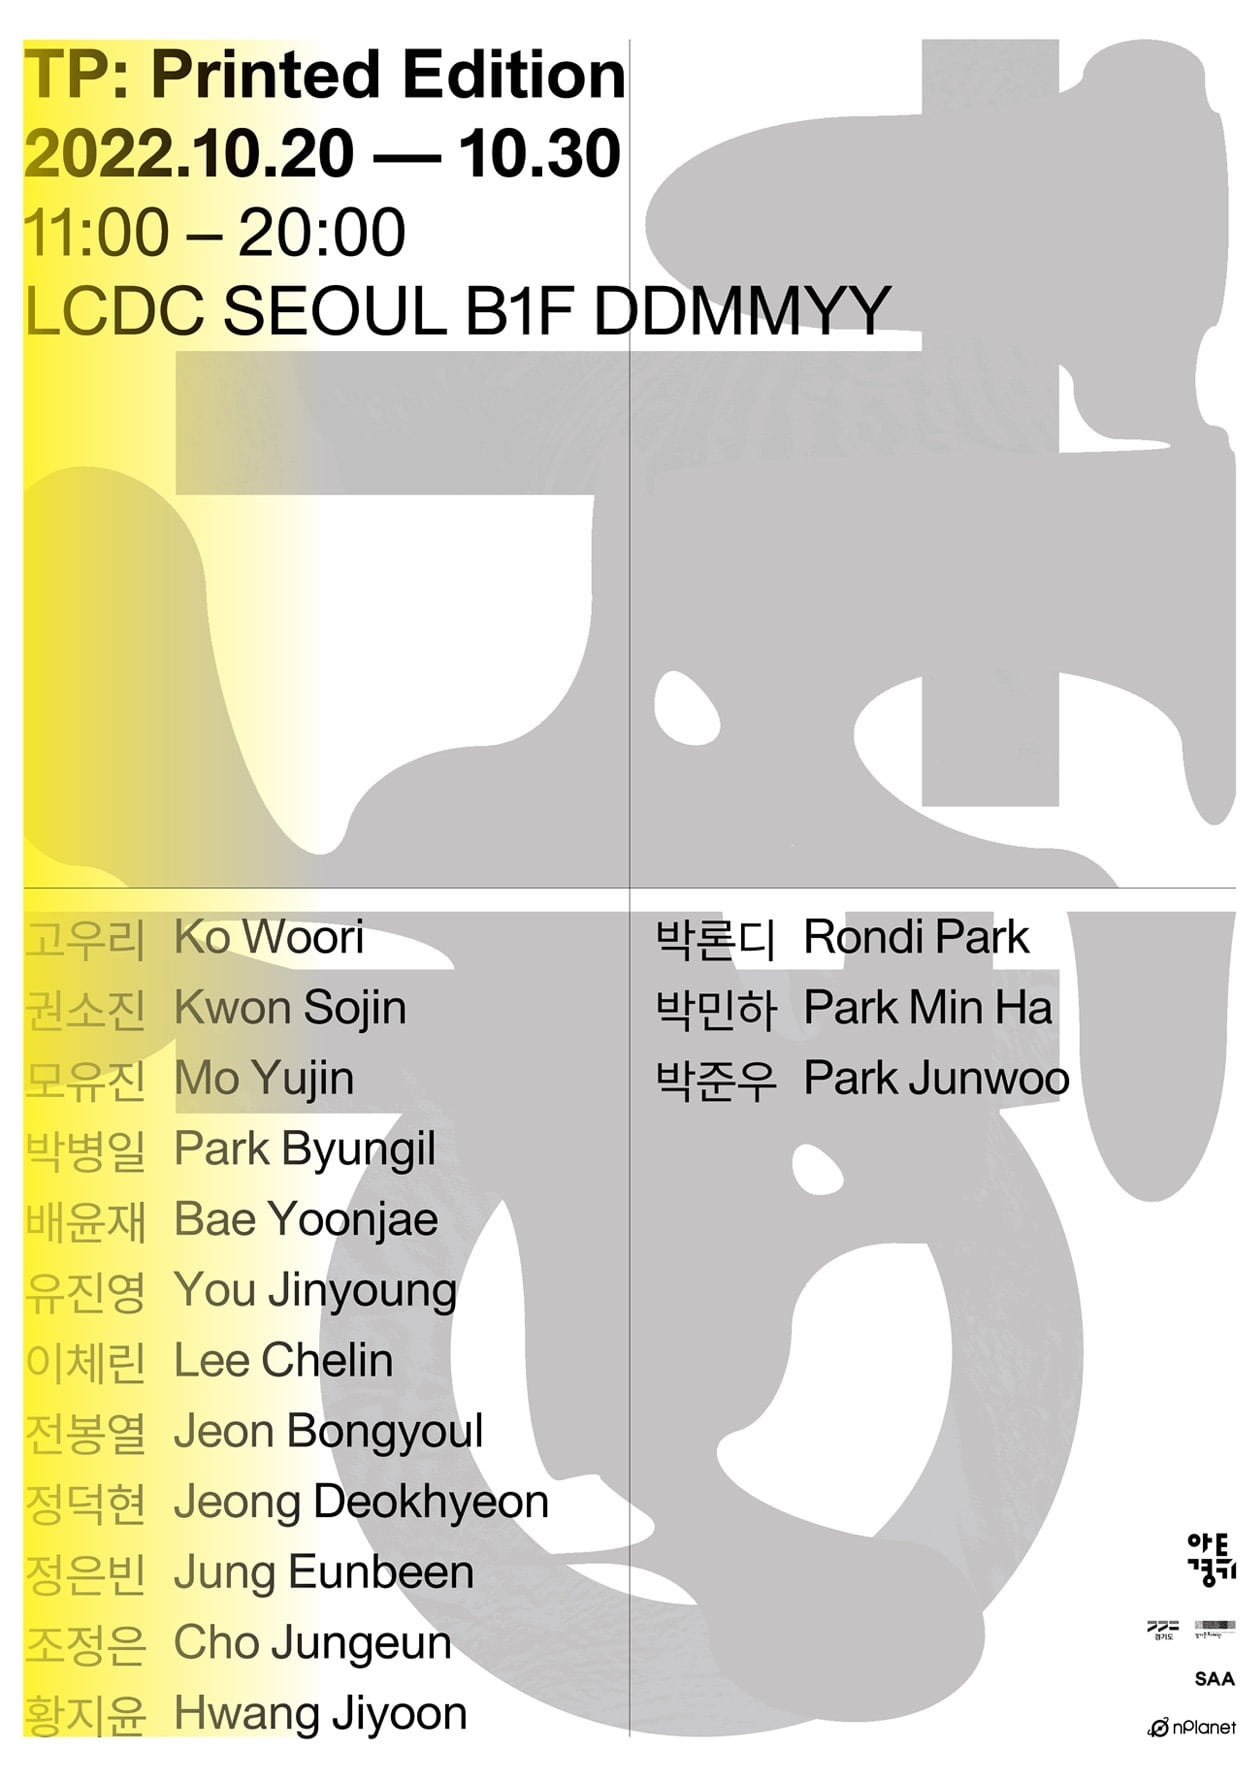 TP: Printed Edition
2022.10.20 — 10.30
11:00 – 20:00
LCDC SEOUL B1F DDMMYY
고우리 Ko Woori
권소진 Kwon Sojin
모유진 Mo Yujin
박병일 Park Byungil
배윤재 Bae Yoonjae
유진영 You Jinyoung
이체린 Lee Chelin
전봉열 Jeon Bongyoul
정덕현 Jeong Deokhyeon
정은빈 Jung Eunbeen
조정은 Cho Jungeun
황지윤 Hwang Jiyoon
박론디 Rondi Park
박민하 Park Min Ha
박준우 Park Junwoo
아트
경기
경기도
SAA
nPlanet